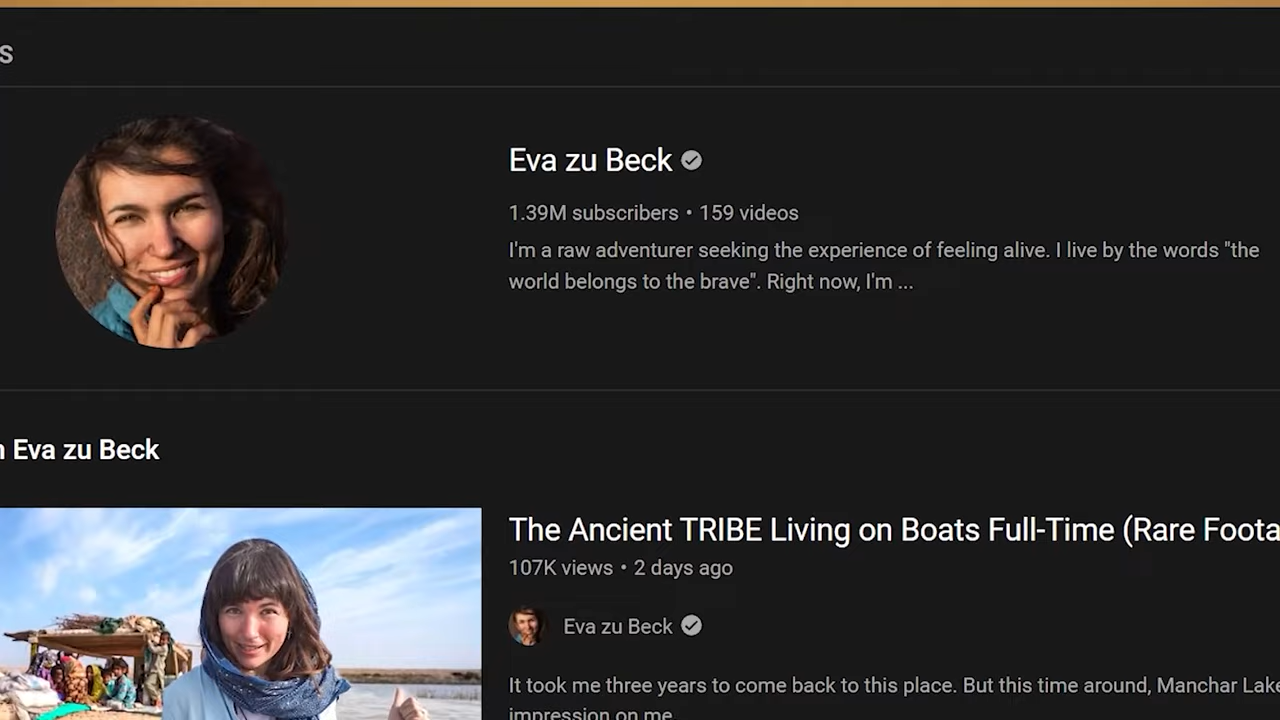 S
Eva zu Beck
1.39M subscribers • 159 videos
I'm a raw adventurer seeking the experience of feeling alive. I live by the words "the
world belongs to the brave". Right now, I'm ...
n Eva zu Beck
The Ancient TRIBE Living on Boats Full-Time (Rare Foota
107K views • 2 days ago
Eva zu Beck
It took me three years to come back to this place. But this time around, Manchar Lake
impression on me.